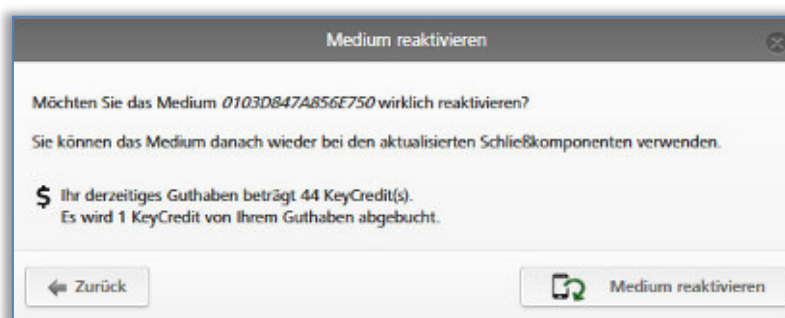 Medium reaktivieren
Möchten Sie das Medium 0103D847A856E750 wirklich reaktivieren?
Sie können das Medium danach wieder bei den aktualisierten Schließkomponenten verwenden.
$ Ihr derzeitiges Guthaben beträgt 44 KeyCredit(s).
Es wird 1 KeyCredit von Ihrem Guthaben abgebucht.
Zurück
Medium reaktivieren